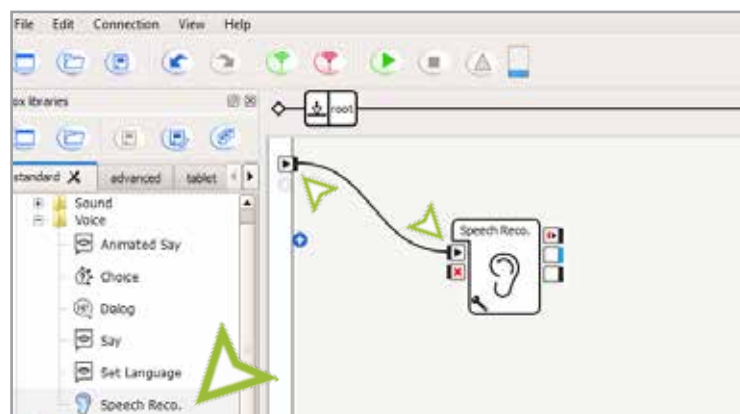 File Edit Connection View Help
ox libraries
root
standard X advanced tablet
Sound
Voice
Animated Say
Choice
Dialog
Say
Set Language
Speech Reco.
Speech Reco.